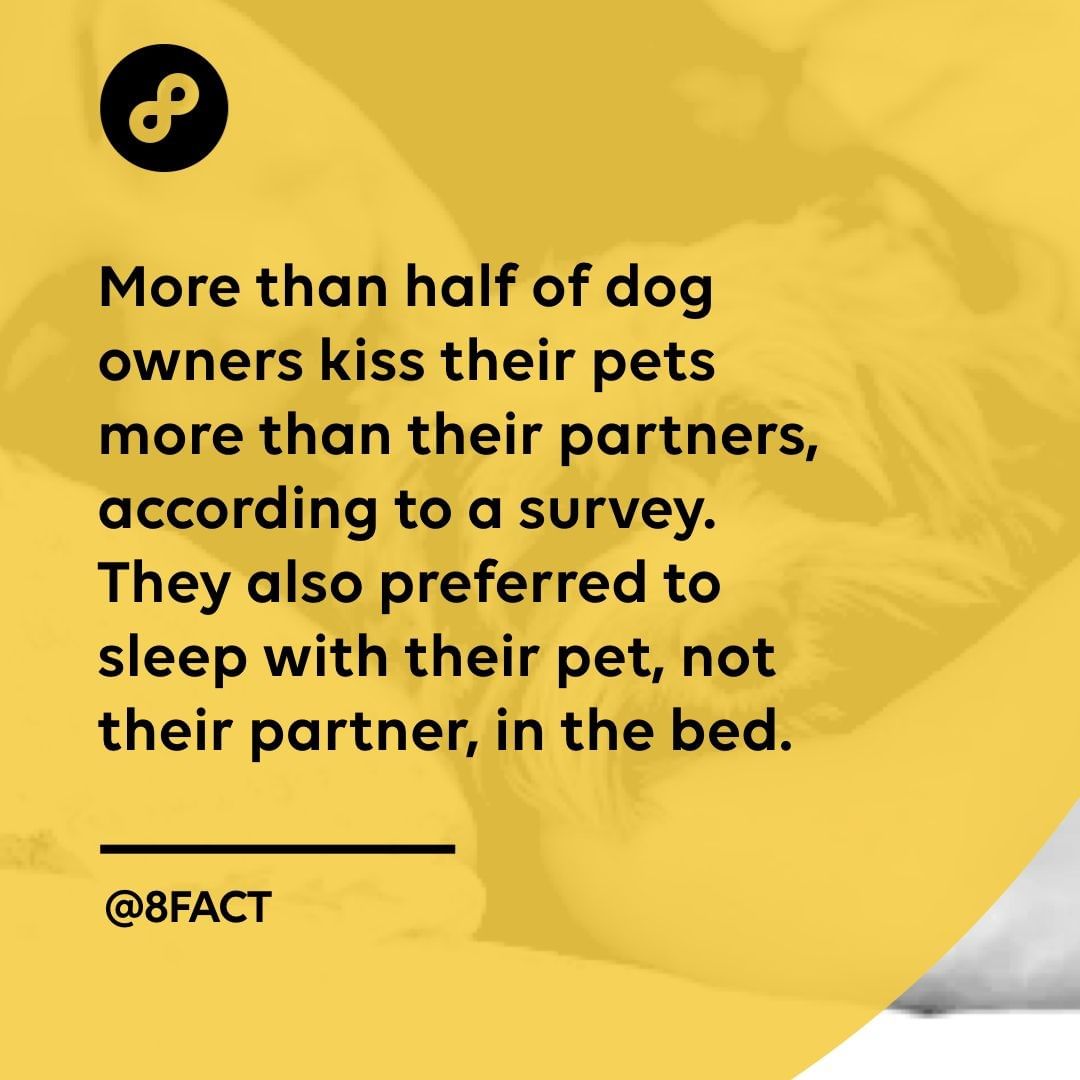 More than half of dog
owners kiss their pets
more than their partners,
according to a survey.
They also preferred to
sleep with their pet, not
their partner, in the bed.
@8FACT